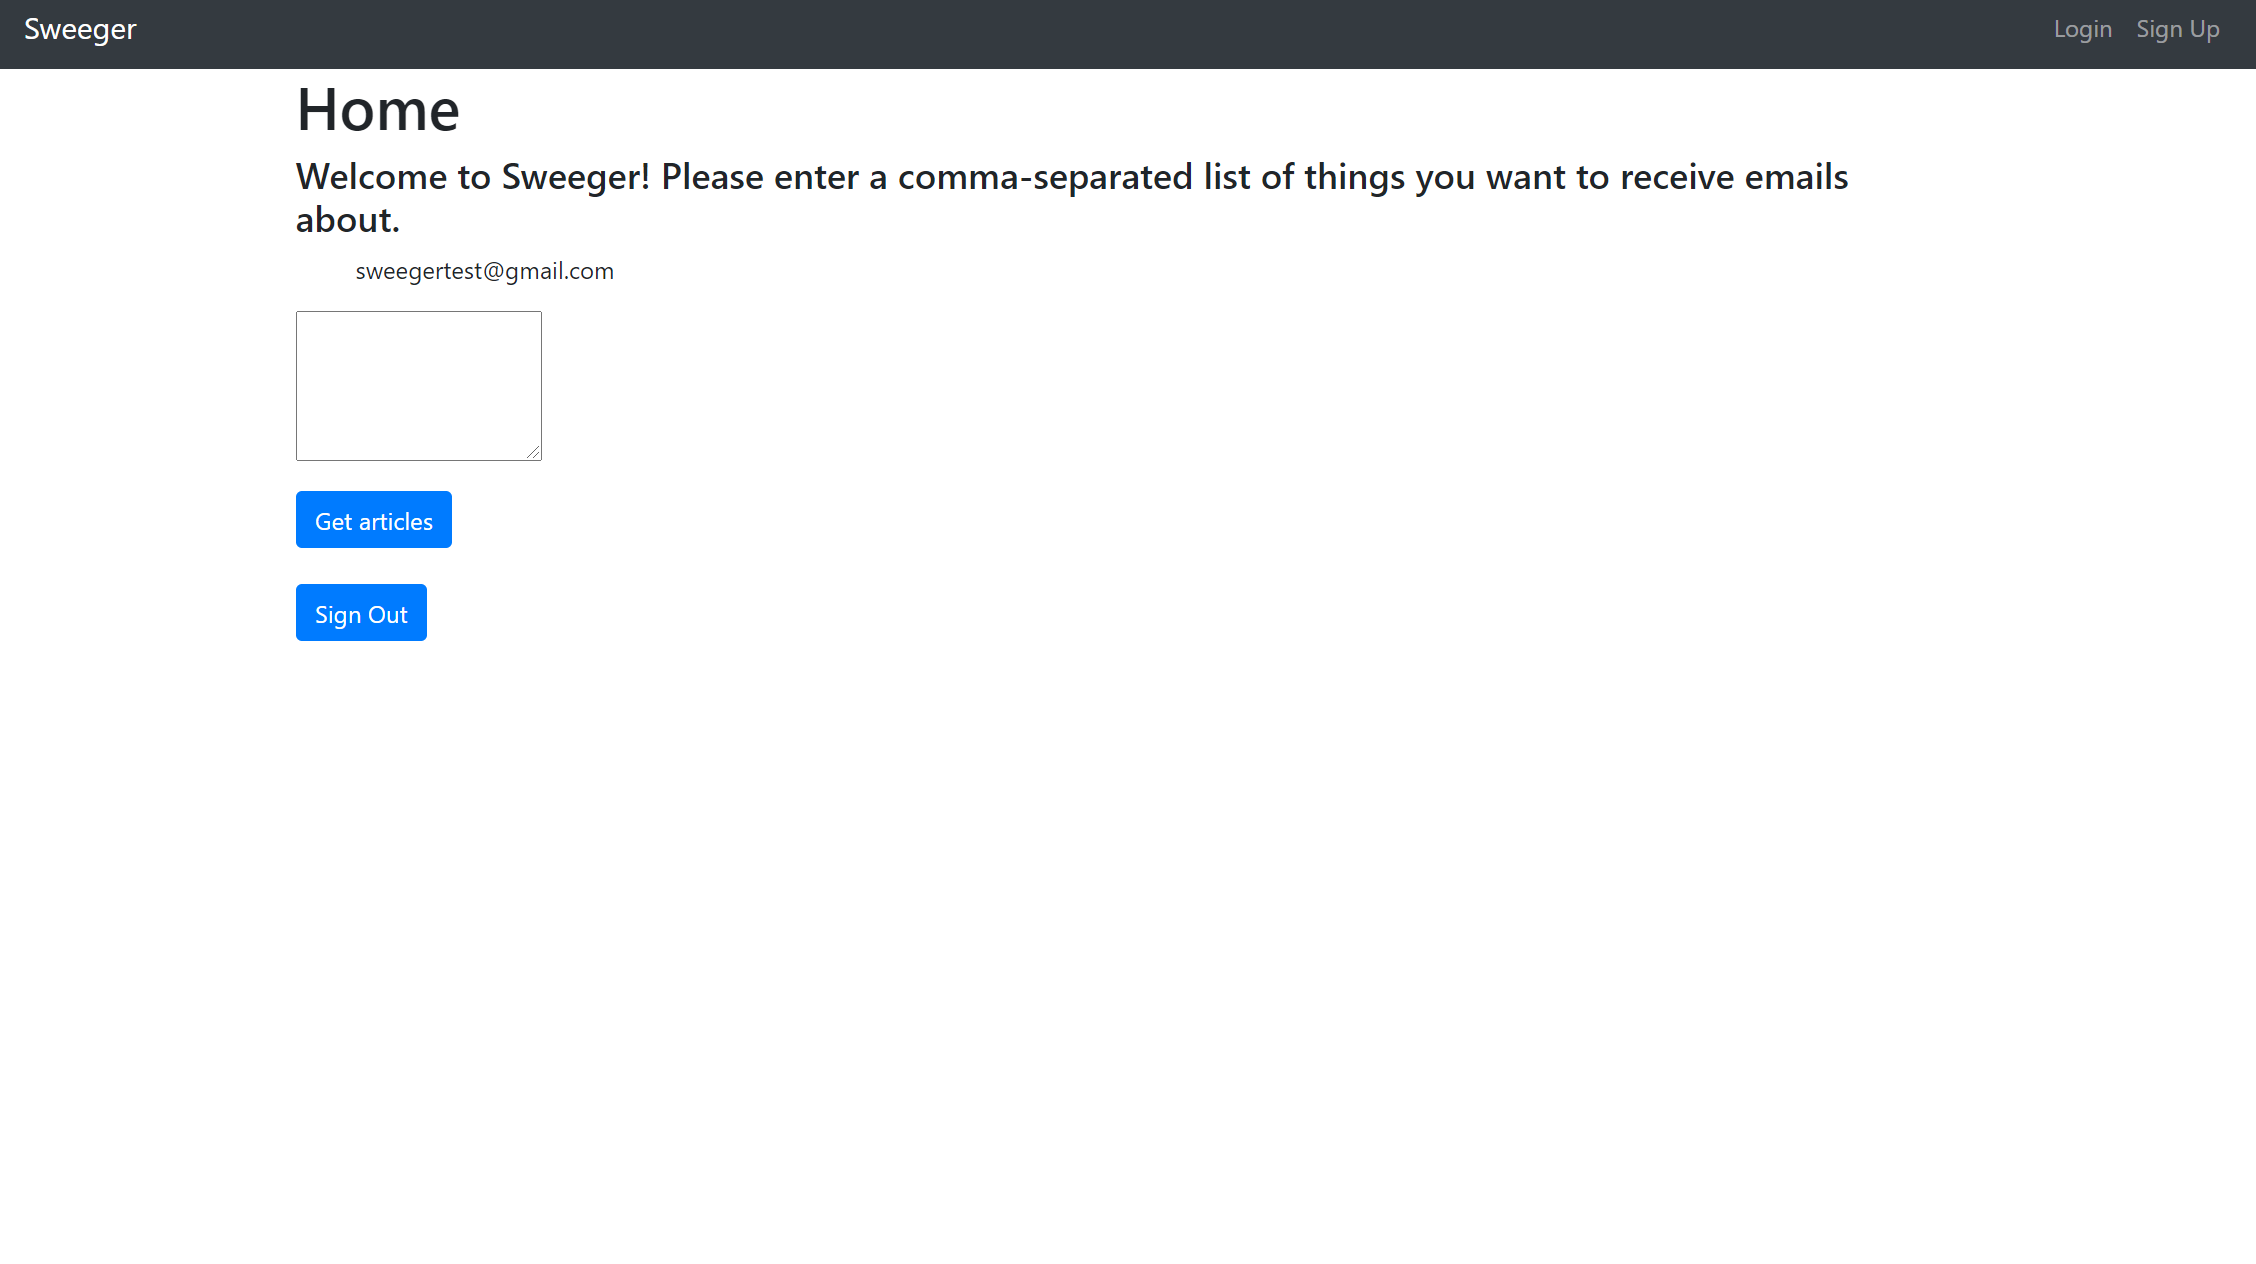 Sweeger
Login
Sign Up
Home
Welcome to Sweeger! Please enter a comma-separated list of things you want to receive emails
about.
sweegertest@gmail.com
Get articles
Sign Out